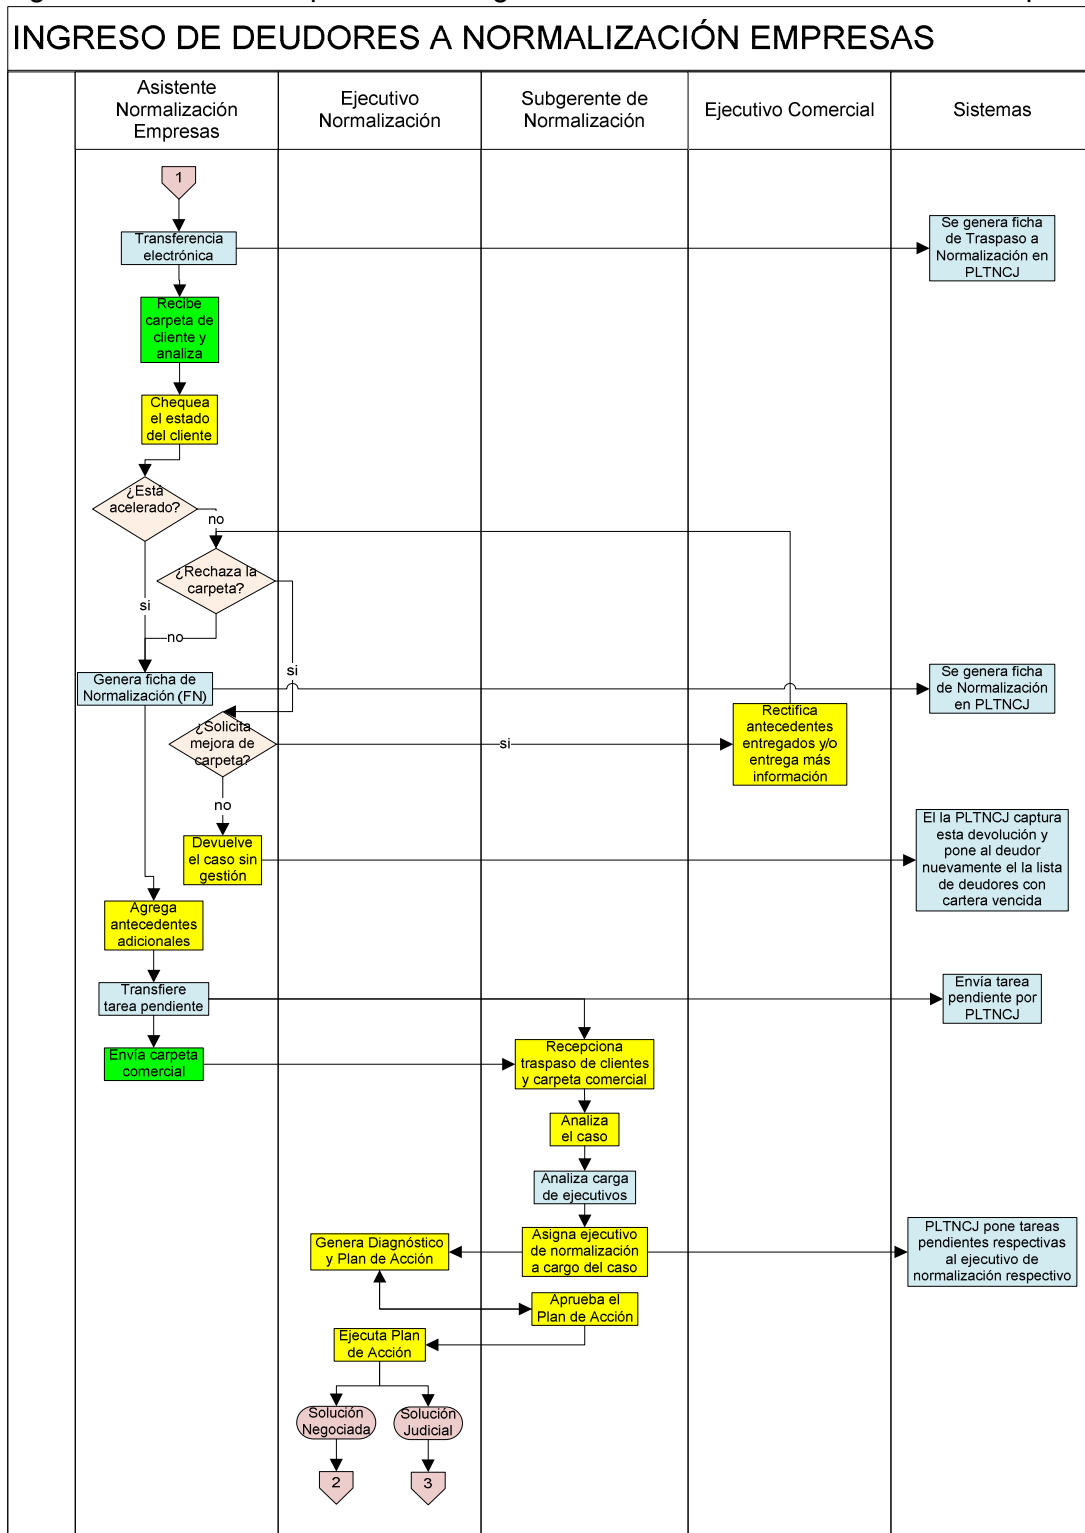 INGRESO DE DEUDORES A NORMALIZACIÓN EMPRESAS
Asistente
Normalización
Empresas
Ejecutivo
Normalización
Subgerente de
Normalización
Ejecutivo Comercial
Sistemas
1
Transferencia
electrónica
Se genera ficha
de Traspaso a
Normalización en
PLTNCJ
Recibe
carpeta de
cliente y
analiza
Chequea
el estado
del cliente
¿Está
acelerado?
no
¿Rechaza la
carpeta?
si
no
si
Genera ficha de
Normalización (FN)
Se genera ficha
de Normalización
en PLTNCJ
¿Solicita
mejora de
carpeta?
si
Rectifica
antecedentes
entregados y/o
entrega más
información
no
Devuelve
el caso sin
gestión
El la PLTNCJ captura
esta devolución y
pone al deudor
nuevamente el la lista
de deudores con
cartera vencida
Agrega
antecedentes
adicionales
Transfiere
tarea pendiente
Envía tarea
pendiente por
PLTNCJ
Envía carpeta
comercial
Recepciona
traspaso de clientes
y carpeta comercial
Analiza
el caso
Analiza carga
de ejecutivos
Genera Diagnóstico
y Plan de Acción
Asigna ejecutivo
de normalización
a cargo del caso
PLTNCJ pone tareas
pendientes respectivas
al ejecutivo de
normalización respectivo
Aprueba el
Plan de Acción
Ejecuta Plan
de Acción
Solución
Negociada
Solución
Judicial
2
3